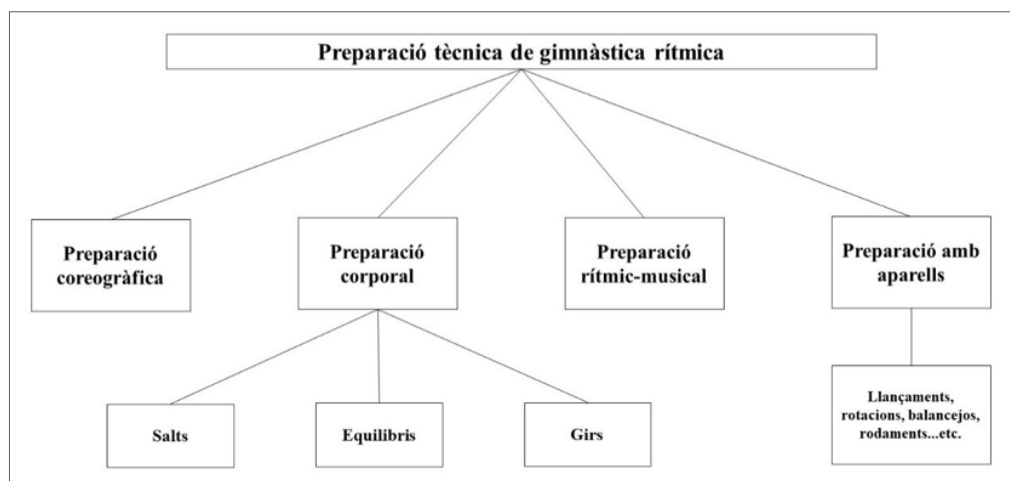 Preparació tècnica de gimnàstica rítmica
Preparació
coreogràfica
Preparació
corporal
Preparació
rítmic-musical
Preparació amb
aparells
Salts
Equilibris
Girs
Llançaments,
rotacions, balancejos,
rodaments...etc.